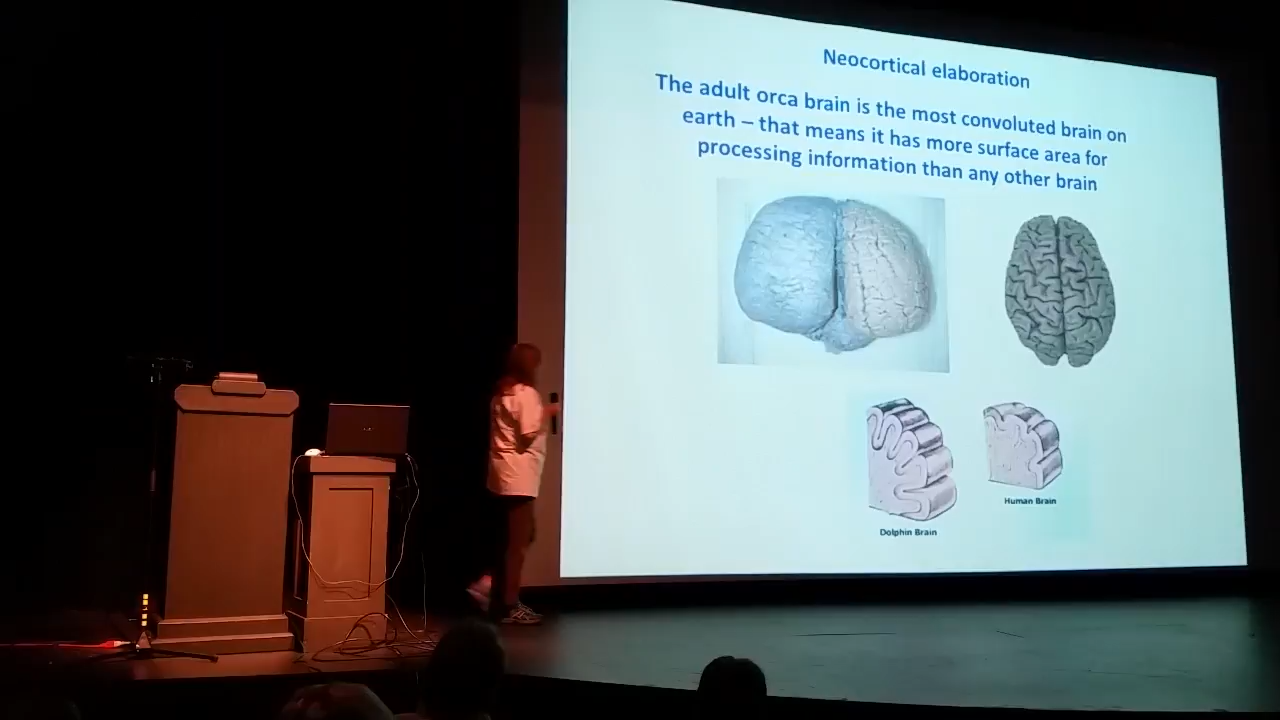 Neocortical elaboration
The adult orca brain is the most convoluted brain on
earth – that means it has more surface area for
processing information than any other brain
Dolphin Brain
Human Brain